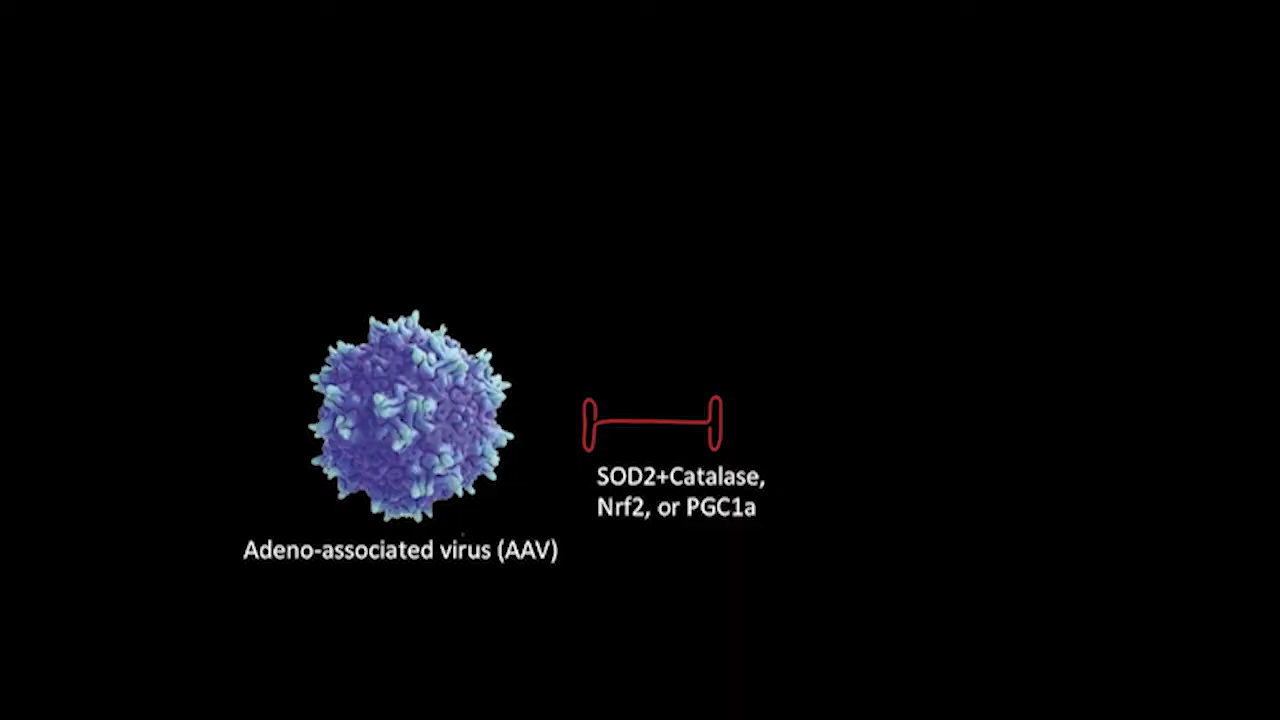 SOD2+Catalase,
Nrf2, or PGC1a
Adeno-associated virus (AAV)